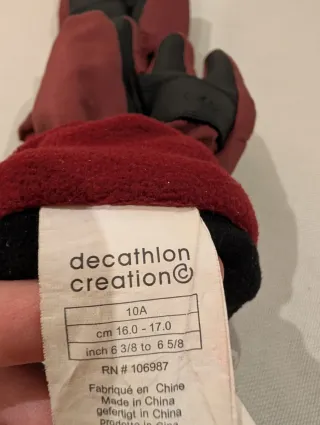 decathlon
creation©
10A
cm 16.0 - 17.0
inch 6 3/8 to 6 5/8
RN # 106987
Fabriqué en Chine
Made in China
gefertigt in China